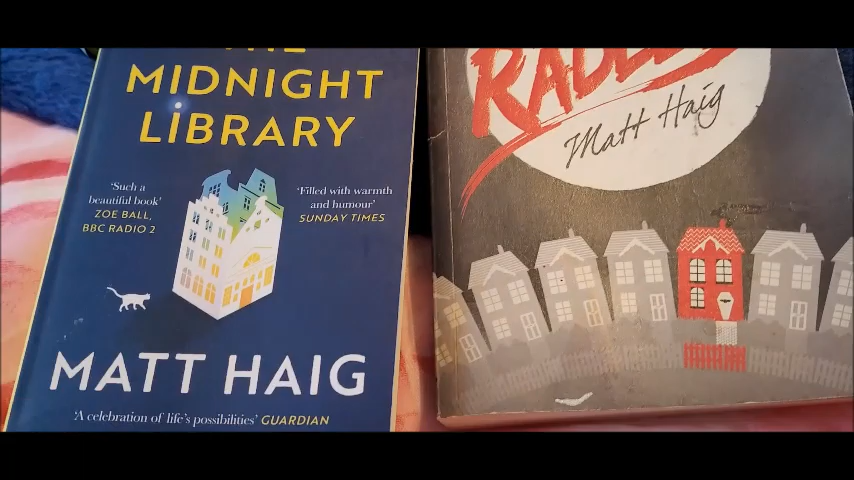 THE
MIDNIGHT
LIBRARY
'Such a
beautiful book'
ZOE BALL,
BBC RADIO 2
'Filled with warmth
and humour'
SUNDAY TIMES
MATT HAIG
'A celebration of life's possibilities' GUARDIAN
Matt Haig